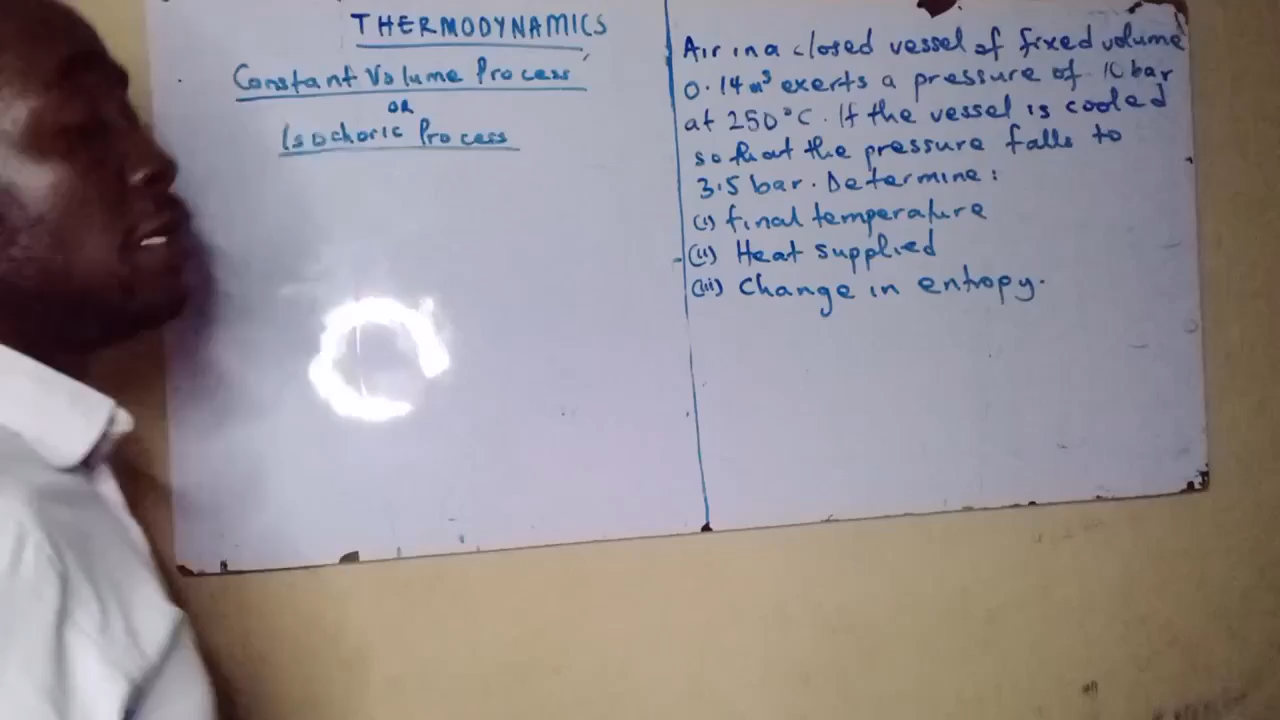 THERMODYNAMICS
Constant Volume Process
OR
Isochoric Process
Air in a closed vessel of fixed volume
0.14m³ exerts a pressure of 10 bar
at 250°C. If the vessel is cooled
so that the pressure falls to
3.5 bar. Determine:
(i) final temperature
(ii) Heat supplied
(iii) Change in entropy.